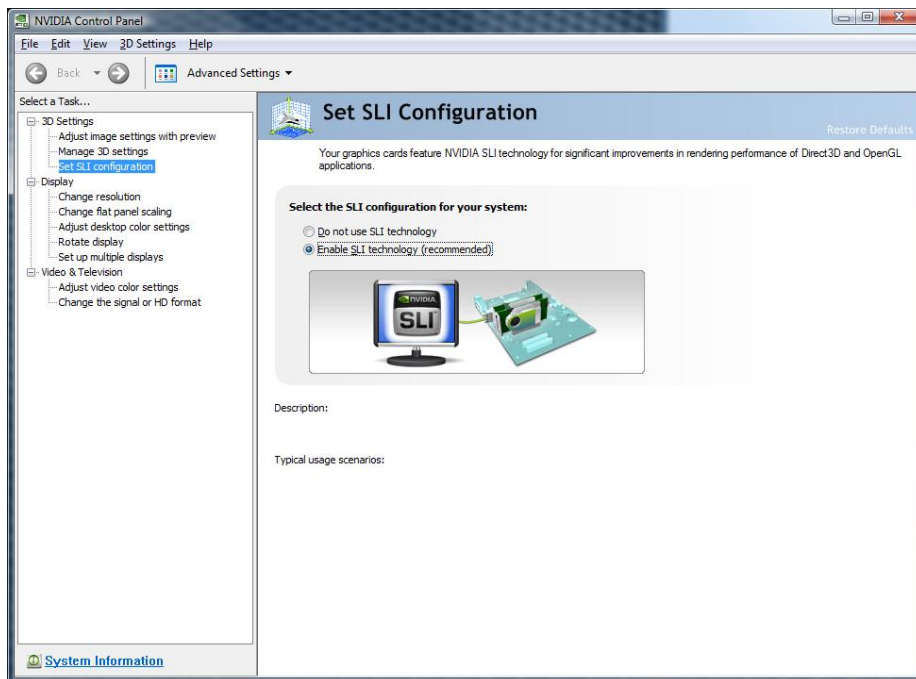 NVIDIA Control Panel
File Edit View 3D Settings Help
Back Advanced Settings
Select a Task...
3D Settings
Adjust image settings with preview
Manage 3D settings
Set SLI configuration
Display
Change resolution
Change flat panel scaling
Adjust desktop color settings
Rotate display
Set up multiple displays
Video & Television
Adjust video color settings
Change the signal or HD format
System Information
Set SLI Configuration
Restore Defaults
Your graphics cards feature NVIDIA SLI technology for significant improvements in rendering performance of Direct3D and OpenGL
applications.
Select the SLI configuration for your system:
Do not use SLI technology
Enable SLI technology (recommended)
NVIDIA
SLI
Description:
Typical usage scenarios: